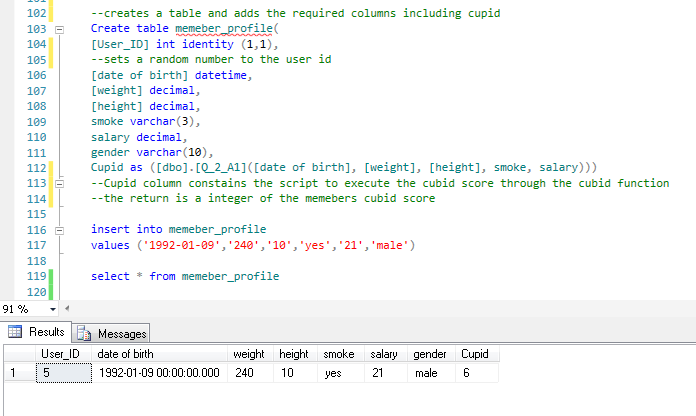 101
102 --creates a table and adds the required columns including cupid
103 Create table memeber_profile(
104 [User_ID] int identity (1,1),
105 --sets a random number to the user id
106 [date of birth] datetime,
107 [weight] decimal,
108 [height] decimal,
109 smoke varchar(3),
110 salary decimal,
111 gender varchar(10),
112 Cupid as ([dbo].[Q_2_A1]([date of birth], [weight], [height], smoke, salary)))
113 --Cupid column constains the script to execute the cubid score through the cubid function
114 --the return is a integer of the memebers cubid score
115
116 insert into memeber_profile
117 values ('1992-01-09','240','10','yes','21','male')
118
119 select * from memeber_profile
120
91 %
Results Messages
User_ID date of birth weight height smoke salary gender Cupid
1 5 1992-01-09 00:00:00.000 240 10 yes 21 male 6